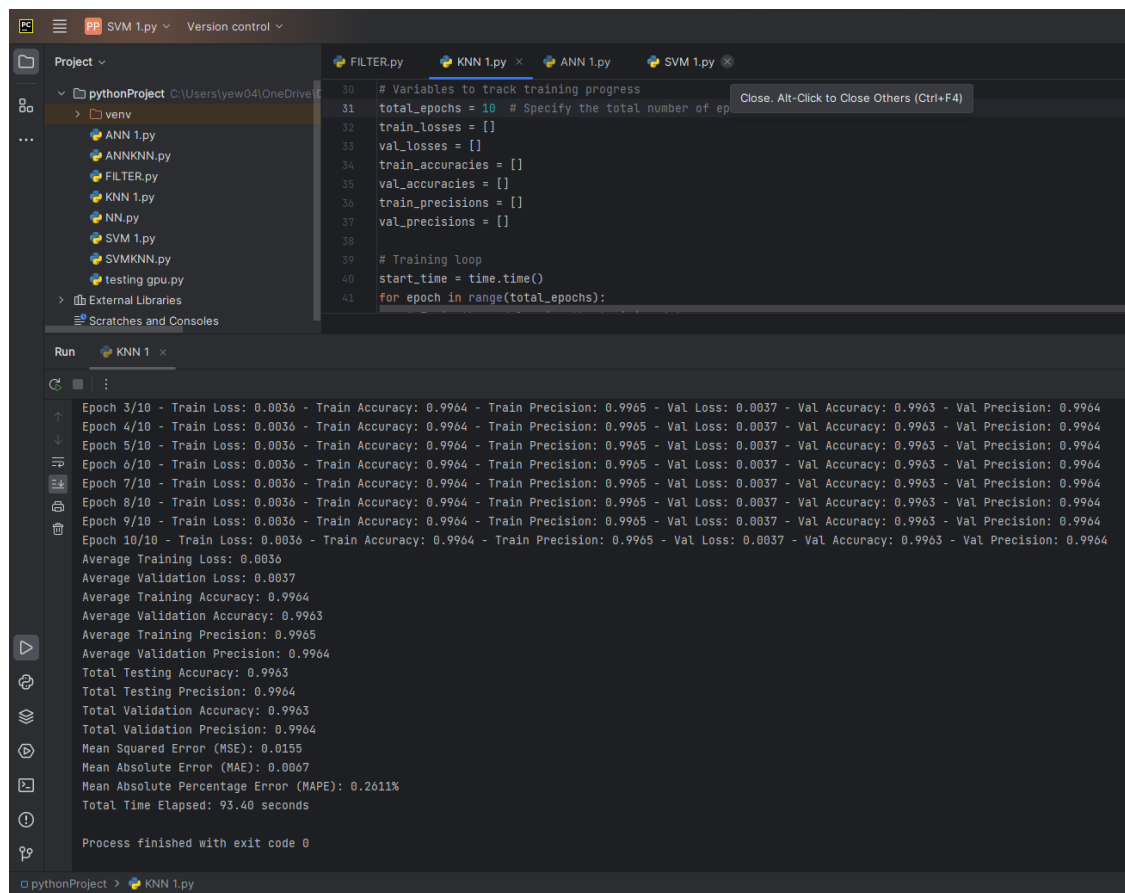 PC PP SVM 1.py Version control
Project
pythonProject C:\Users\yew04\OneDrive\D
venv
ANN 1.py
ANNKNN.py
FILTER.py
KNN 1.py
NN.py
SVM 1.py
SVMKNN.py
testing gpu.py
External Libraries
Scratches and Consoles
FILTER.py KNN 1.py ANN 1.py SVM 1.py
Close. Alt-Click to Close Others (Ctrl+F4)
30 # Variables to track training progress
31 total_epochs = 10 # Specify the total number of ep
32 train_losses = []
33 val_losses = []
34 train_accuracies = []
35 val_accuracies = []
36 train_precisions = []
37 val_precisions = []
38
39 # Training loop
40 start_time = time.time()
41 for epoch in range(total_epochs):
Run KNN 1
Epoch 3/10 - Train Loss: 0.0036 - Train Accuracy: 0.9964 - Train Precision: 0.9965 - Val Loss: 0.0037 - Val Accuracy: 0.9963 - Val Precision: 0.9964
Epoch 4/10 - Train Loss: 0.0036 - Train Accuracy: 0.9964 - Train Precision: 0.9965 - Val Loss: 0.0037 - Val Accuracy: 0.9963 - Val Precision: 0.9964
Epoch 5/10 - Train Loss: 0.0036 - Train Accuracy: 0.9964 - Train Precision: 0.9965 - Val Loss: 0.0037 - Val Accuracy: 0.9963 - Val Precision: 0.9964
Epoch 6/10 - Train Loss: 0.0036 - Train Accuracy: 0.9964 - Train Precision: 0.9965 - Val Loss: 0.0037 - Val Accuracy: 0.9963 - Val Precision: 0.9964
Epoch 7/10 - Train Loss: 0.0036 - Train Accuracy: 0.9964 - Train Precision: 0.9965 - Val Loss: 0.0037 - Val Accuracy: 0.9963 - Val Precision: 0.9964
Epoch 8/10 - Train Loss: 0.0036 - Train Accuracy: 0.9964 - Train Precision: 0.9965 - Val Loss: 0.0037 - Val Accuracy: 0.9963 - Val Precision: 0.9964
Epoch 9/10 - Train Loss: 0.0036 - Train Accuracy: 0.9964 - Train Precision: 0.9965 - Val Loss: 0.0037 - Val Accuracy: 0.9963 - Val Precision: 0.9964
Epoch 10/10 - Train Loss: 0.0036 - Train Accuracy: 0.9964 - Train Precision: 0.9965 - Val Loss: 0.0037 - Val Accuracy: 0.9963 - Val Precision: 0.9964
Average Training Loss: 0.0036
Average Validation Loss: 0.0037
Average Training Accuracy: 0.9964
Average Validation Accuracy: 0.9963
Average Training Precision: 0.9965
Average Validation Precision: 0.9964
Total Testing Accuracy: 0.9963
Total Testing Precision: 0.9964
Total Validation Accuracy: 0.9963
Total Validation Precision: 0.9964
Mean Squared Error (MSE): 0.0155
Mean Absolute Error (MAE): 0.0067
Mean Absolute Percentage Error (MAPE): 0.2611%
Total Time Elapsed: 93.40 seconds
Process finished with exit code 0
pythonProject > KNN 1.py